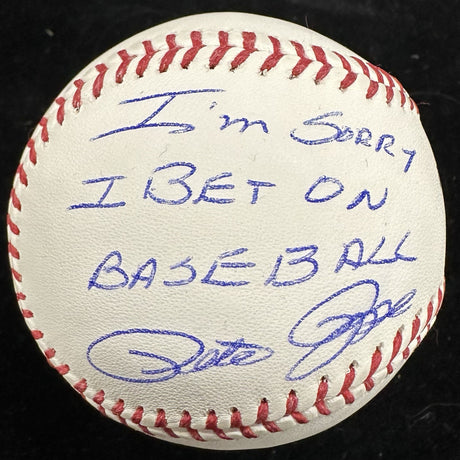 I'm SORRY
I BET ON
BASEBALL
Pete Rose